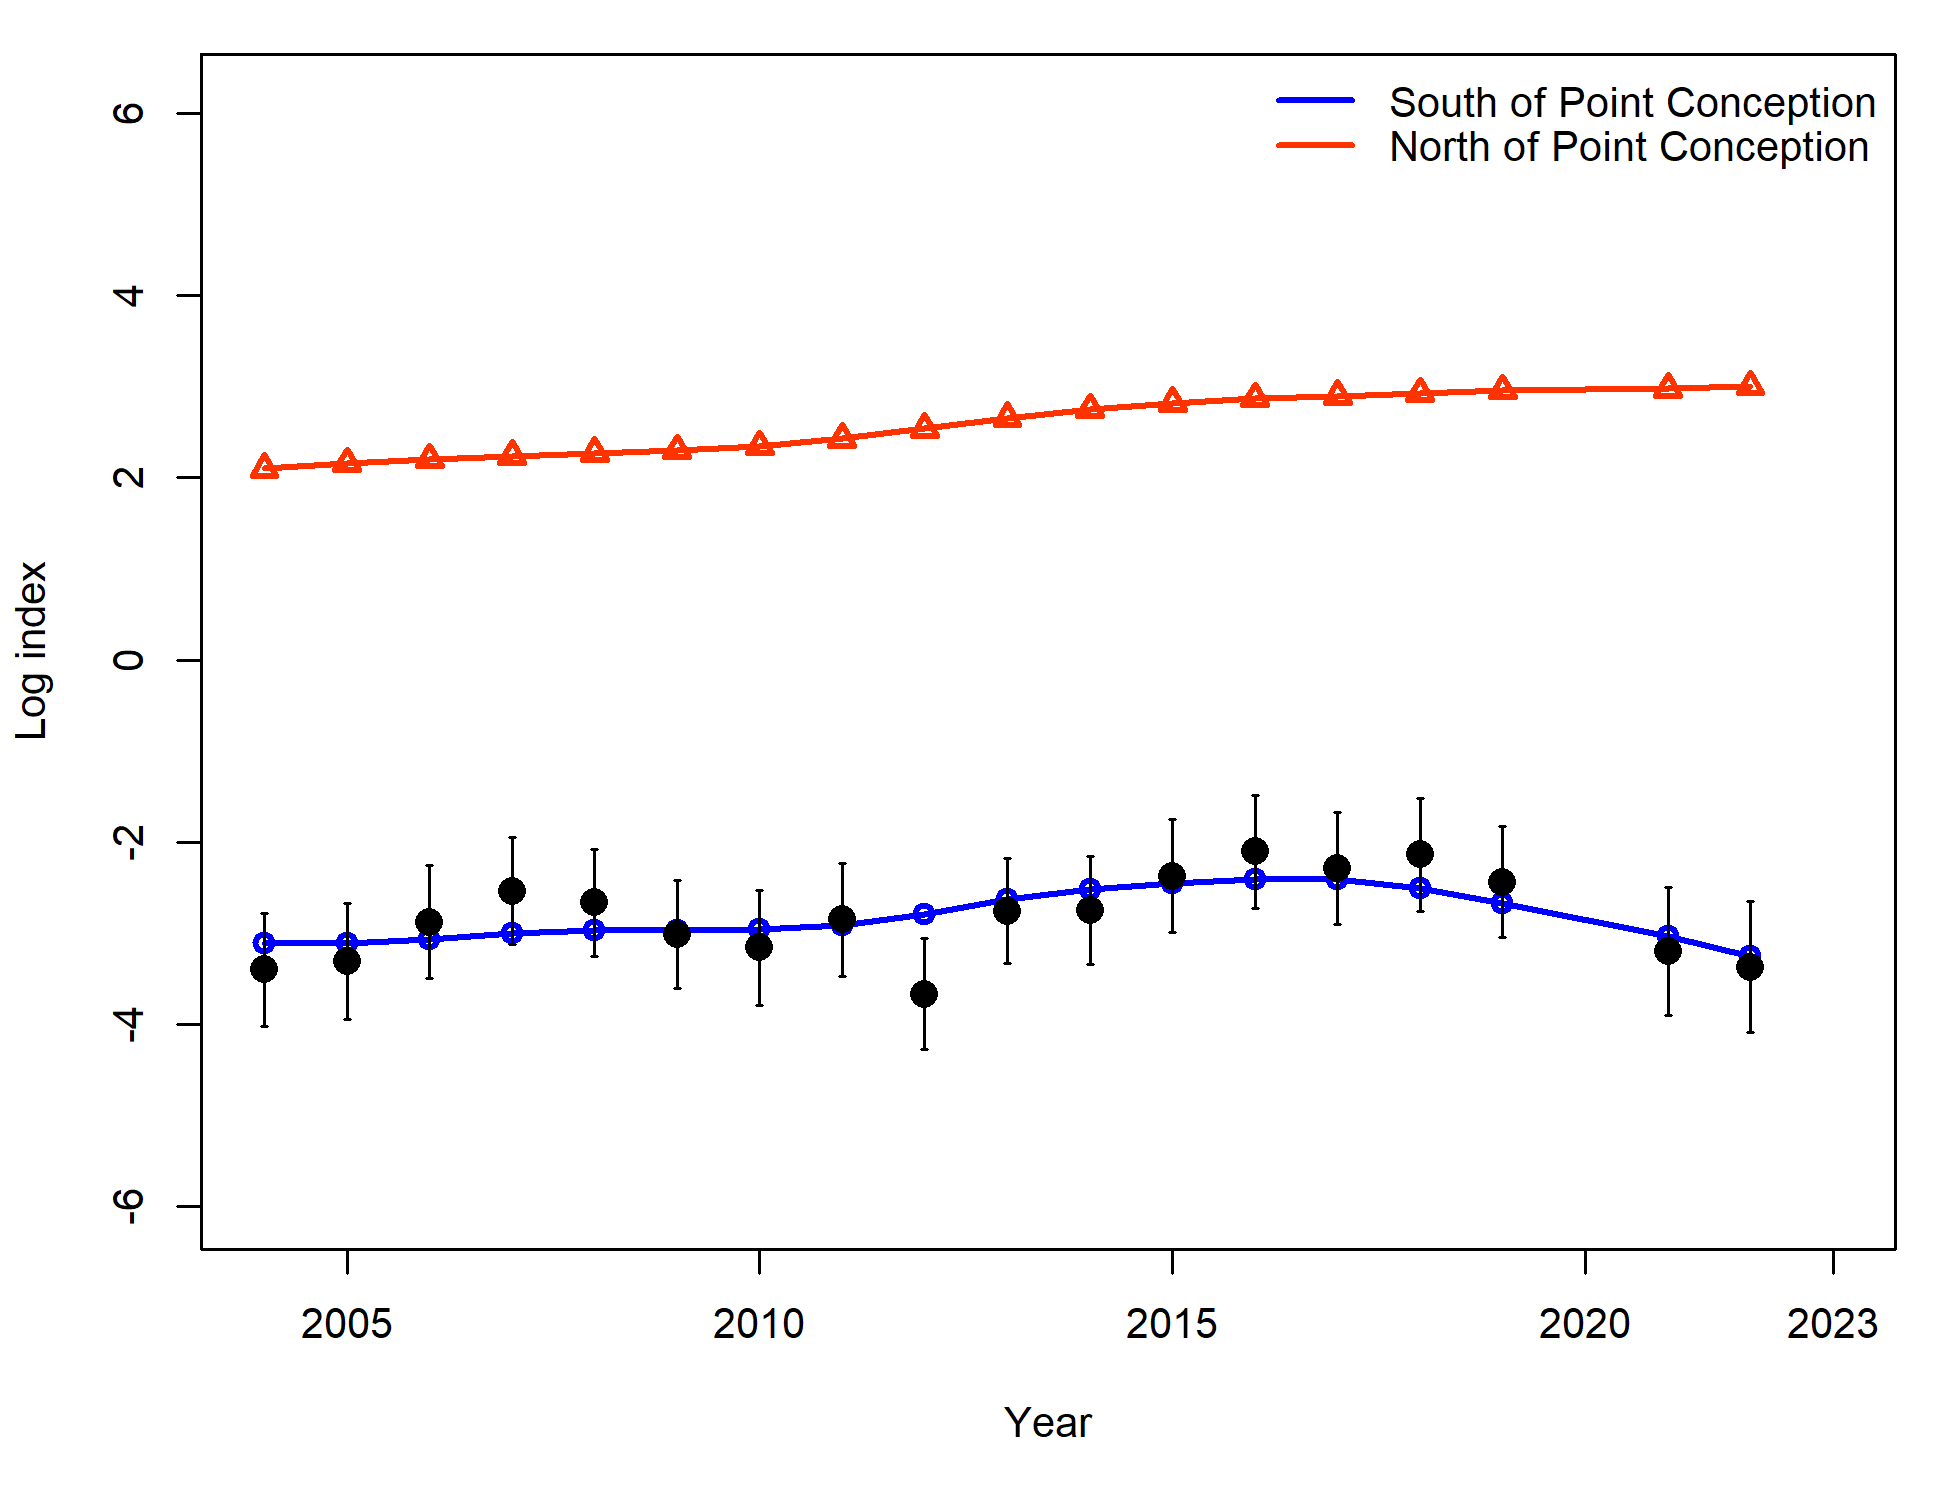 South of Point Conception
North of Point Conception
6
4
2
0
-2
-4
-6
Log index
2005 2010 2015 2020 2023
Year